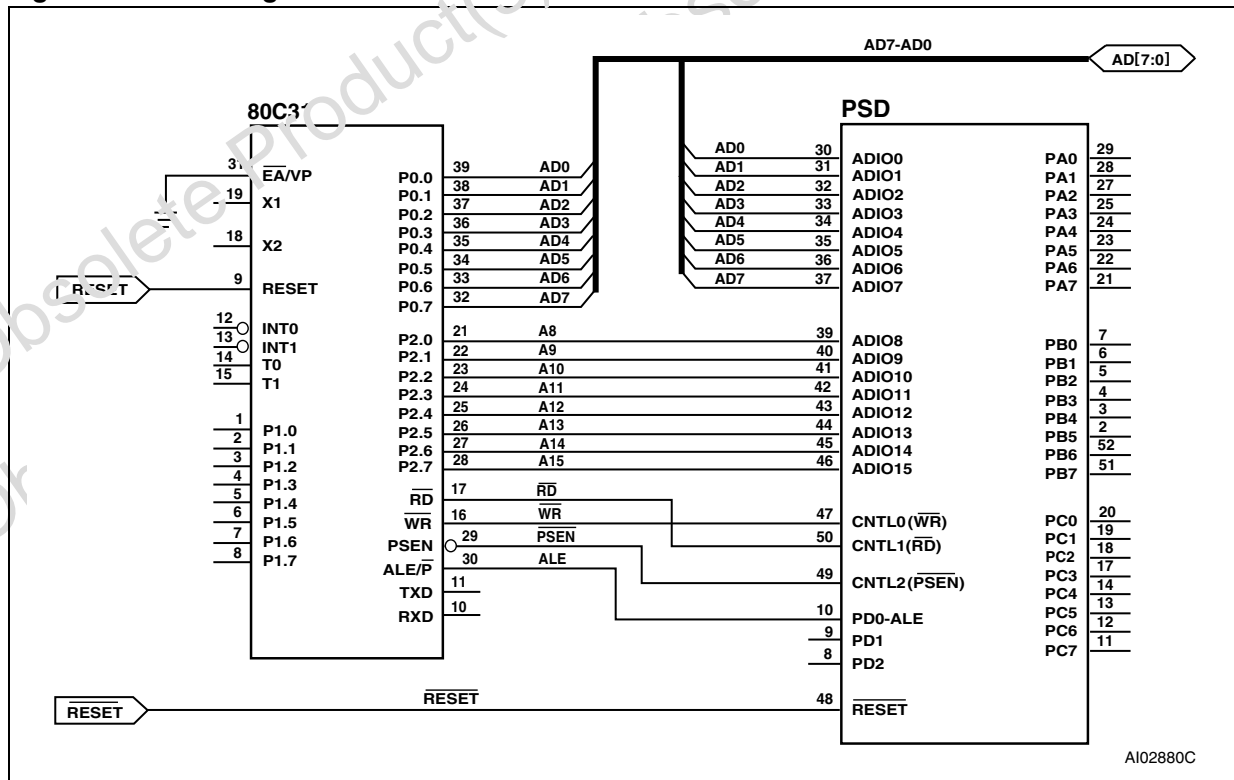 AD7-AD0
AD[7:0]
80C31
PSD
31 EA/VP
19 X1
18 X2
RESET
9 RESET
12 INT0
13 INT1
14 T0
15 T1
1 P1.0
2 P1.1
3 P1.2
4 P1.3
5 P1.4
6 P1.5
7 P1.6
8 P1.7
P0.0 39 AD0
P0.1 38 AD1
P0.2 37 AD2
P0.3 36 AD3
P0.4 35 AD4
P0.5 34 AD5
P0.6 33 AD6
P0.7 32 AD7
P2.0 21 A8
P2.1 22 A9
P2.2 23 A10
P2.3 24 A11
P2.4 25 A12
P2.5 26 A13
P2.6 27 A14
P2.7 28 A15
RD 17 RD
WR 16 WR
PSEN 29 PSEN
ALE/P 30 ALE
TXD 11
RXD 10
AD0 30 ADIO0
AD1 31 ADIO1
AD2 32 ADIO2
AD3 33 ADIO3
AD4 34 ADIO4
AD5 35 ADIO5
AD6 36 ADIO6
AD7 37 ADIO7
39 ADIO8
40 ADIO9
41 ADIO10
42 ADIO11
43 ADIO12
44 ADIO13
45 ADIO14
46 ADIO15
47 CNTL0(WR)
50 CNTL1(RD)
49 CNTL2(PSEN)
10 PD0-ALE
9 PD1
8 PD2
48 RESET
PA0 29
PA1 28
PA2 27
PA3 25
PA4 24
PA5 23
PA6 22
PA7 21
PB0 7
PB1 6
PB2 5
PB3 4
PB4 3
PB5 2
PB6 52
PB7 51
PC0 20
PC1 19
PC2 18
PC3 17
PC4 14
PC5 13
PC6 12
PC7 11
RESET
RESET
AI02880C
Obsolete Product(s)